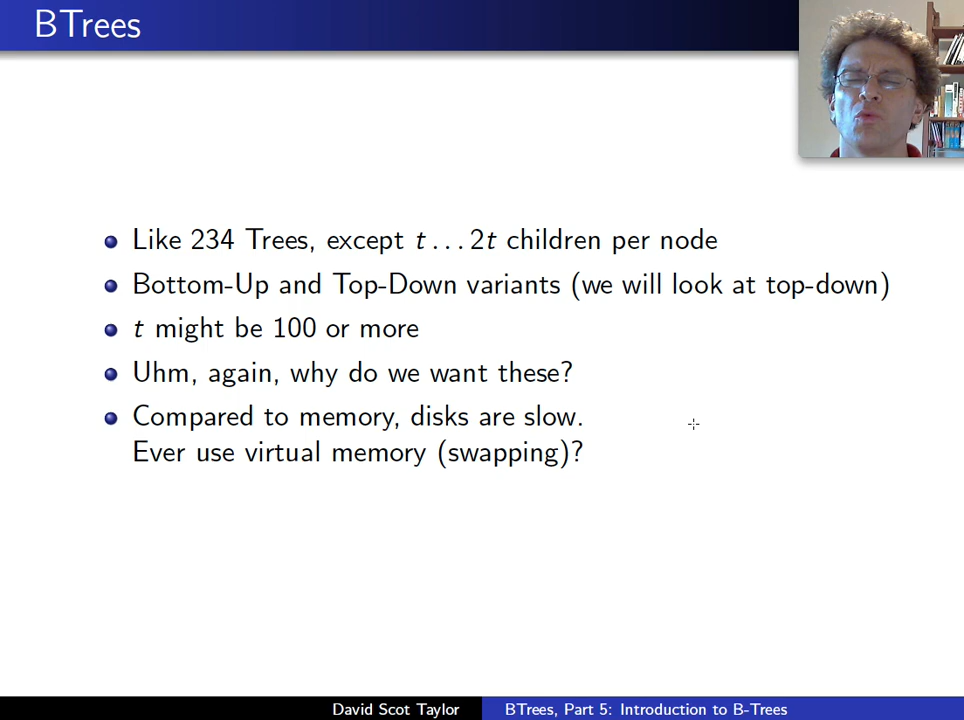 BTrees
Like 234 Trees, except t . . . 2t children per node
Bottom-Up and Top-Down variants (we will look at top-down)
t might be 100 or more
Uhm, again, why do we want these?
Compared to memory, disks are slow.
Ever use virtual memory (swapping)?
David Scot Taylor
BTrees, Part 5: Introduction to B-Trees